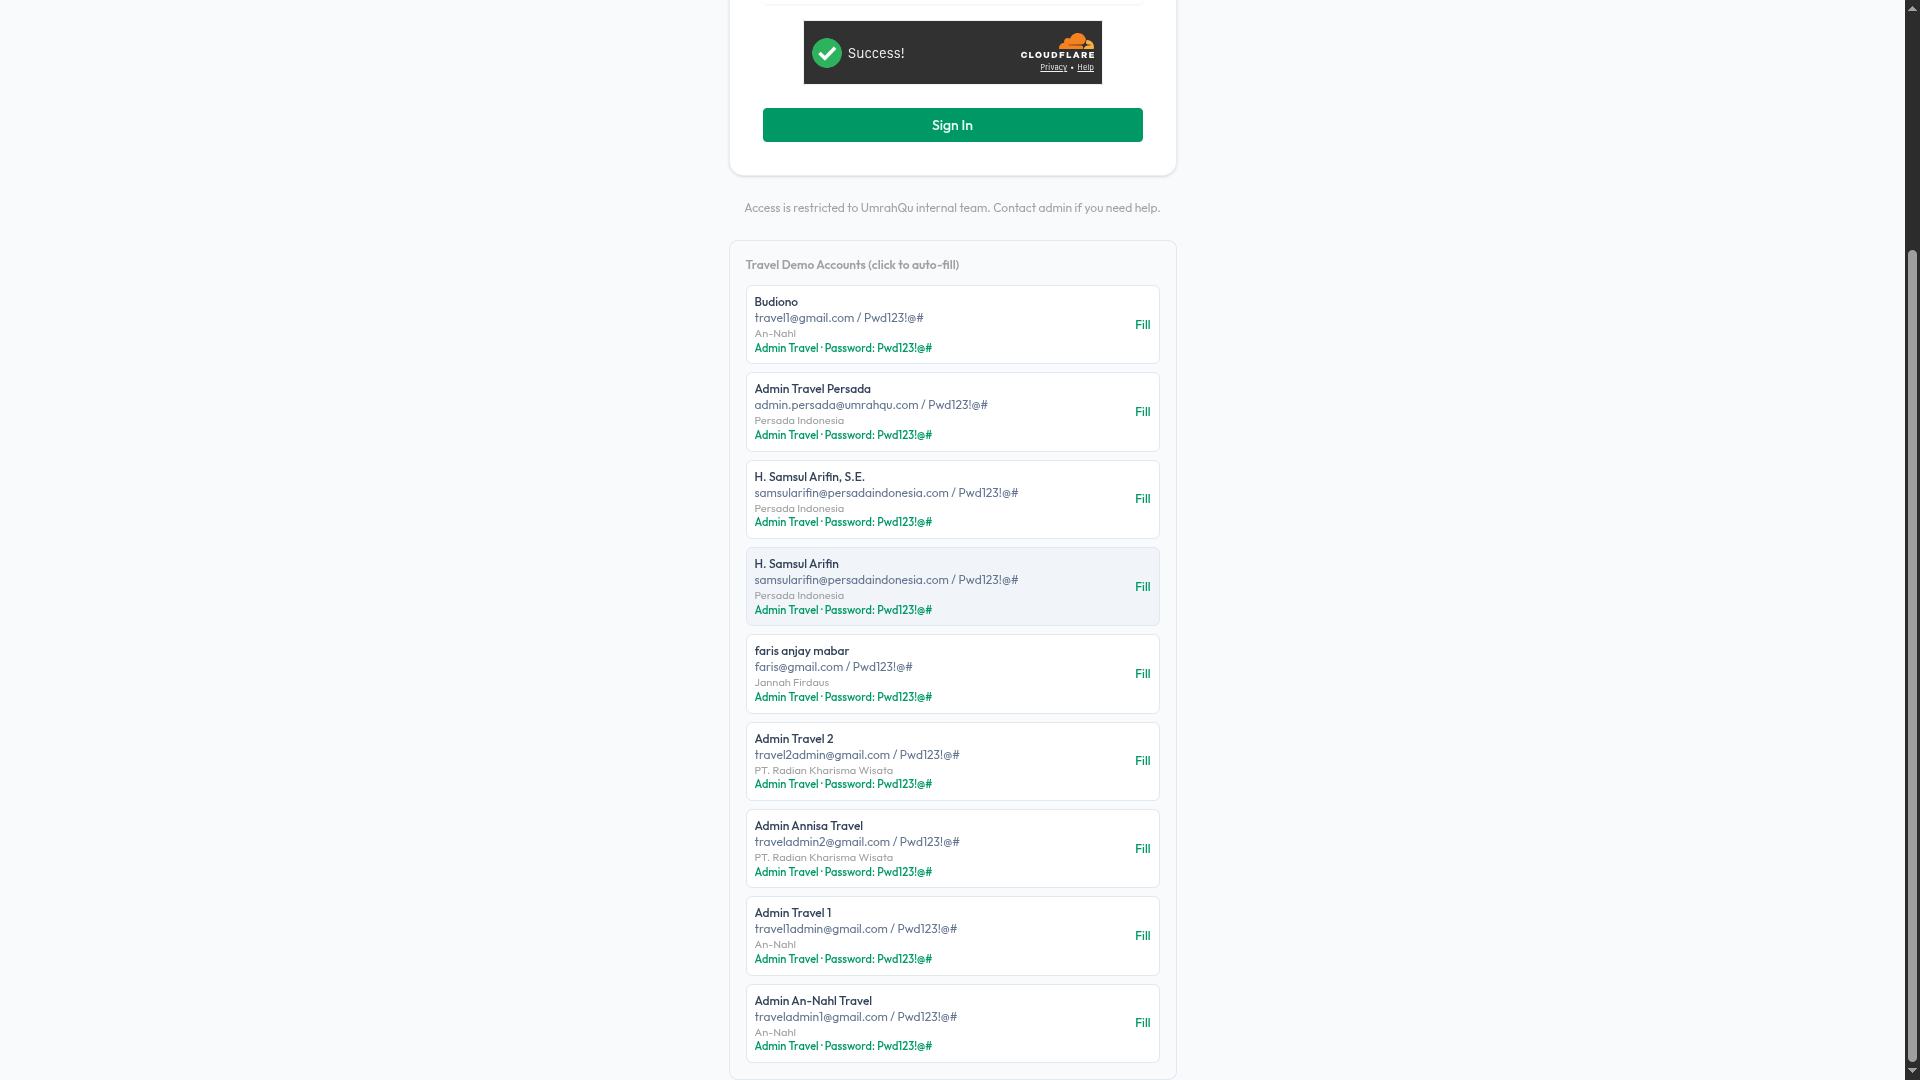 Success!
CLOUDFLARE
Privacy • Help
Sign In
Access is restricted to UmrahQu internal team. Contact admin if you need help.
Travel Demo Accounts (click to auto-fill)
Budiono
travel1@gmail.com / Pwd123!@#
An-Nahl
Admin Travel · Password: Pwd123!@#
Fill
Admin Travel Persada
admin.persada@umrahqu.com / Pwd123!@#
Persada Indonesia
Admin Travel · Password: Pwd123!@#
Fill
H. Samsul Arifin, S.E.
samsularifin@persadaindonesia.com / Pwd123!@#
Persada Indonesia
Admin Travel · Password: Pwd123!@#
Fill
H. Samsul Arifin
samsularifin@persadaindonesia.com / Pwd123!@#
Persada Indonesia
Admin Travel · Password: Pwd123!@#
Fill
faris anjay mabar
faris@gmail.com / Pwd123!@#
Jannah Firdaus
Admin Travel · Password: Pwd123!@#
Fill
Admin Travel 2
travel2admin@gmail.com / Pwd123!@#
PT. Radian Kharisma Wisata
Admin Travel · Password: Pwd123!@#
Fill
Admin Annisa Travel
traveladmin2@gmail.com / Pwd123!@#
PT. Radian Kharisma Wisata
Admin Travel · Password: Pwd123!@#
Fill
Admin Travel 1
travel1admin@gmail.com / Pwd123!@#
An-Nahl
Admin Travel · Password: Pwd123!@#
Fill
Admin An-Nahl Travel
traveladmin1@gmail.com / Pwd123!@#
An-Nahl
Admin Travel · Password: Pwd123!@#
Fill